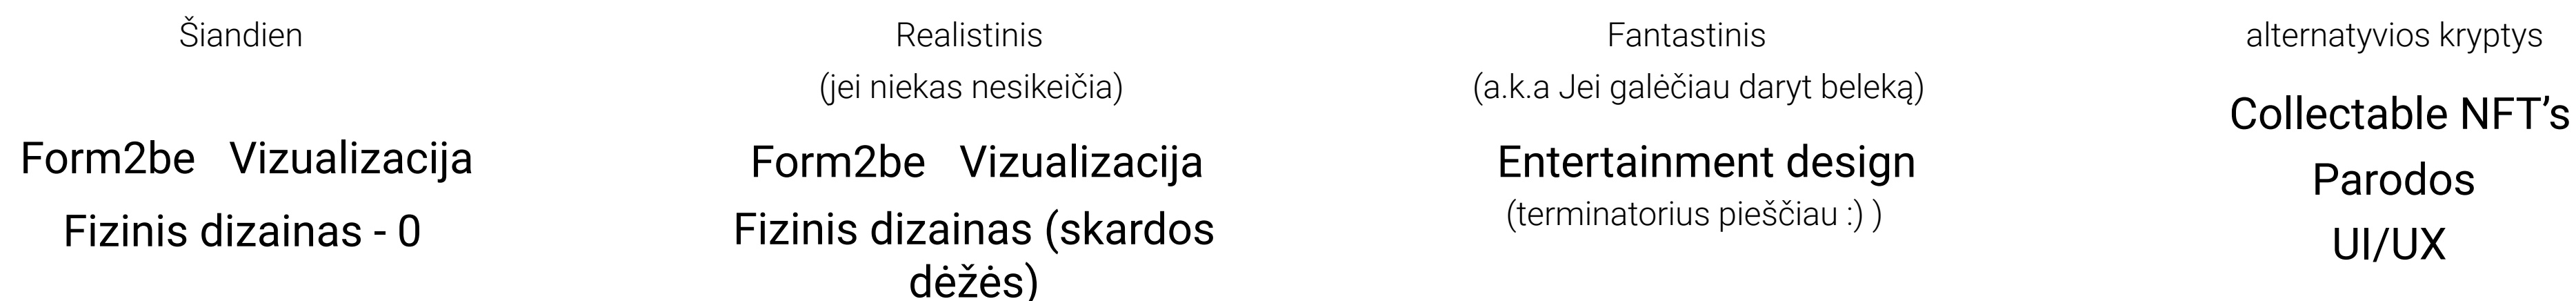 Šiandien
Form2be Vizualizacija
Fizinis dizainas - 0
Realistinis
(jei niekas nesikeičia)
Form2be Vizualizacija
Fizinis dizainas (skardos
dėžės)
Fantastinis
(a.k.a Jei galėčiau daryt beleką)
Entertainment design
(terminatorius pieščiau :) )
alternatyvios kryptys
Collectable NFT’s
Parodos
UI/UX